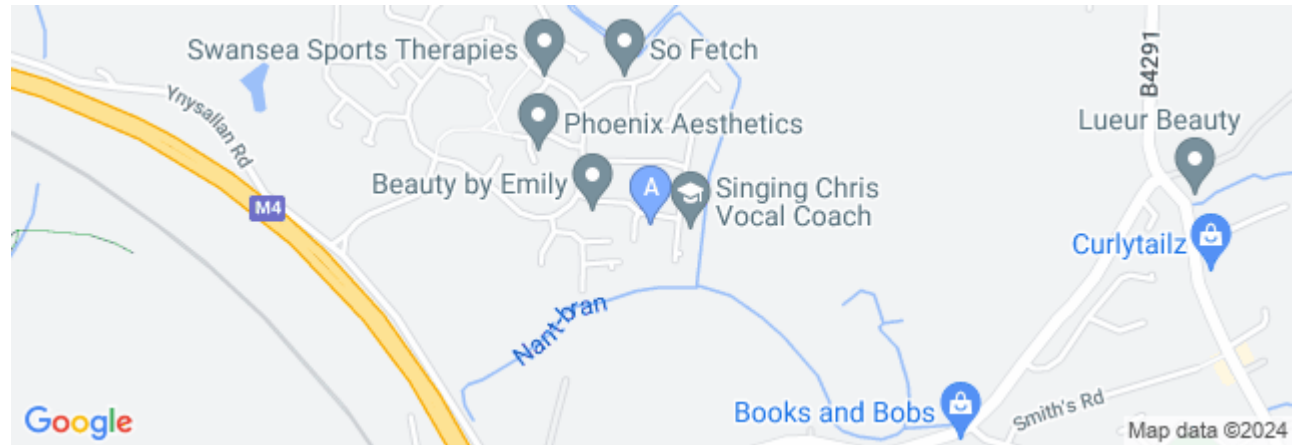 Swansea Sports Therapies
So Fetch
B4291
Ynysallan Rd
Phoenix Aesthetics
Lueur Beauty
Beauty by Emily
A
Singing Chris
Vocal Coach
M4
Curlytailz
Nant-bran
Books and Bobs
Smith's Rd
Google
Map data ©2024